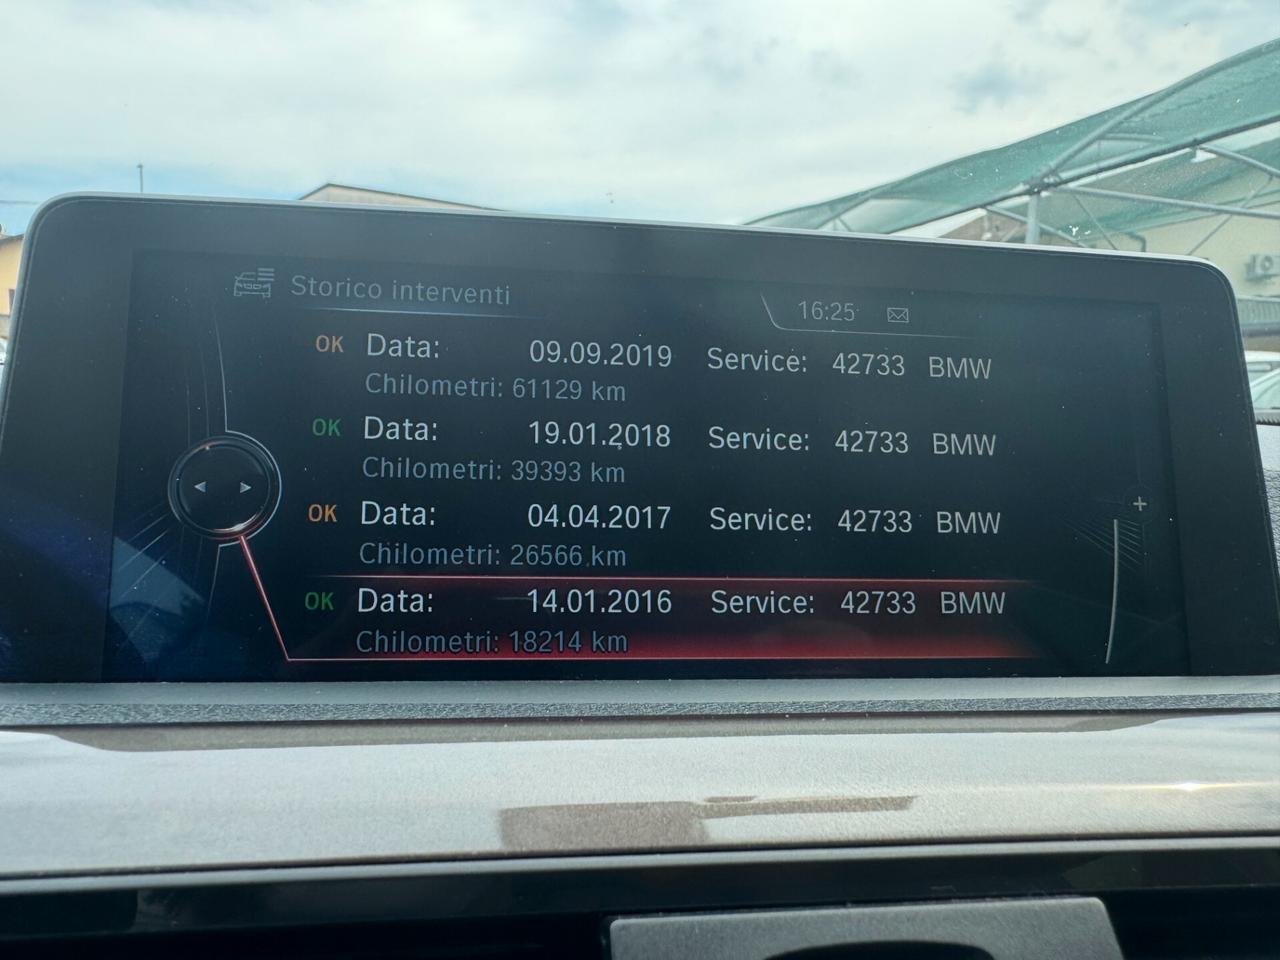 Storico interventi
16:25
OK Data: 09.09.2019 Service: 42733 BMW
Chilometri: 61129 km
OK Data: 19.01.2018 Service: 42733 BMW
Chilometri: 39393 km
OK Data: 04.04.2017 Service: 42733 BMW
Chilometri: 26566 km
OK Data: 14.01.2016 Service: 42733 BMW
Chilometri: 18214 km